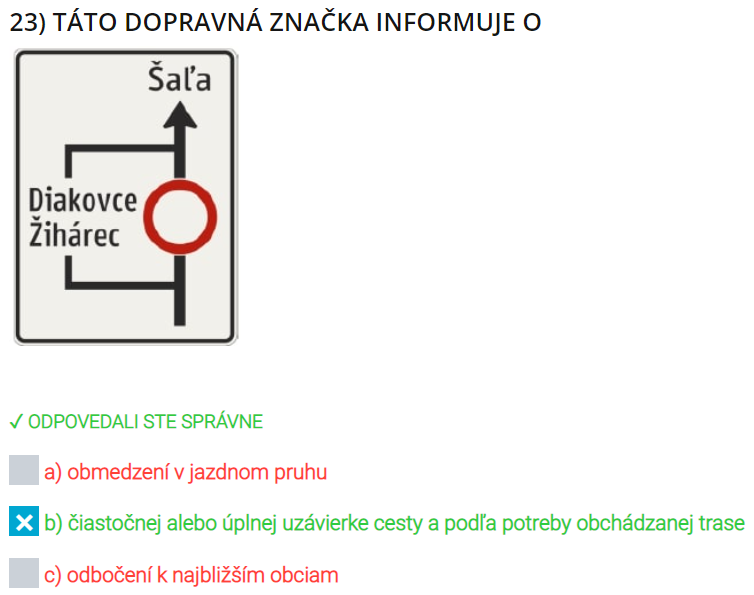 23) TÁTO DOPRAVNÁ ZNAČKA INFORMUJE O
Šaľa
Diakovce
Žihárec
✓ ODPOVEDALI STE SPRÁVNE
a) obmedzení v jazdnom pruhu
b) čiastočnej alebo úplnej uzávierke cesty a podľa potreby obchádzanej trase
c) odbočení k najbližším obciam